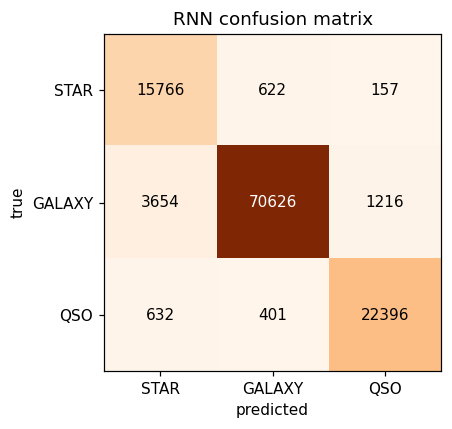 RNN confusion matrix
STAR 15766 622 157
GALAXY 3654 70626 1216
QSO 632 401 22396
STAR GALAXY QSO
predicted
true